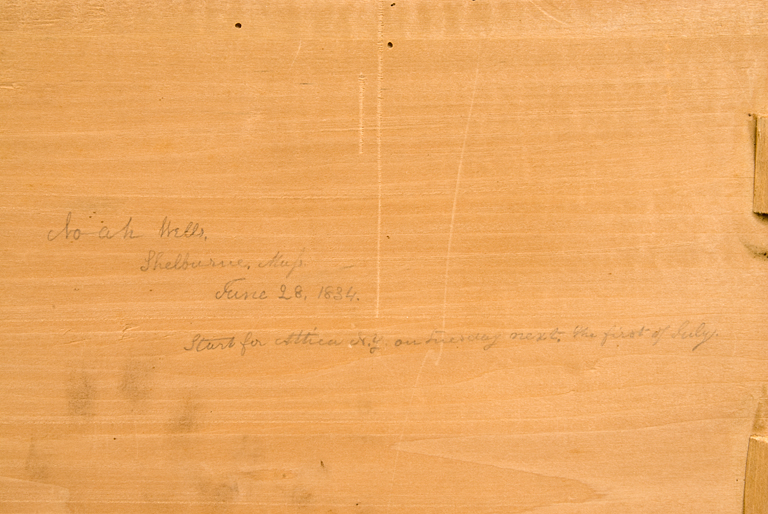 Noah Wells.
Shelburne, Mass.
June 28, 1834.
Start for Attica N.Y. on Tuesday next. the first of July.